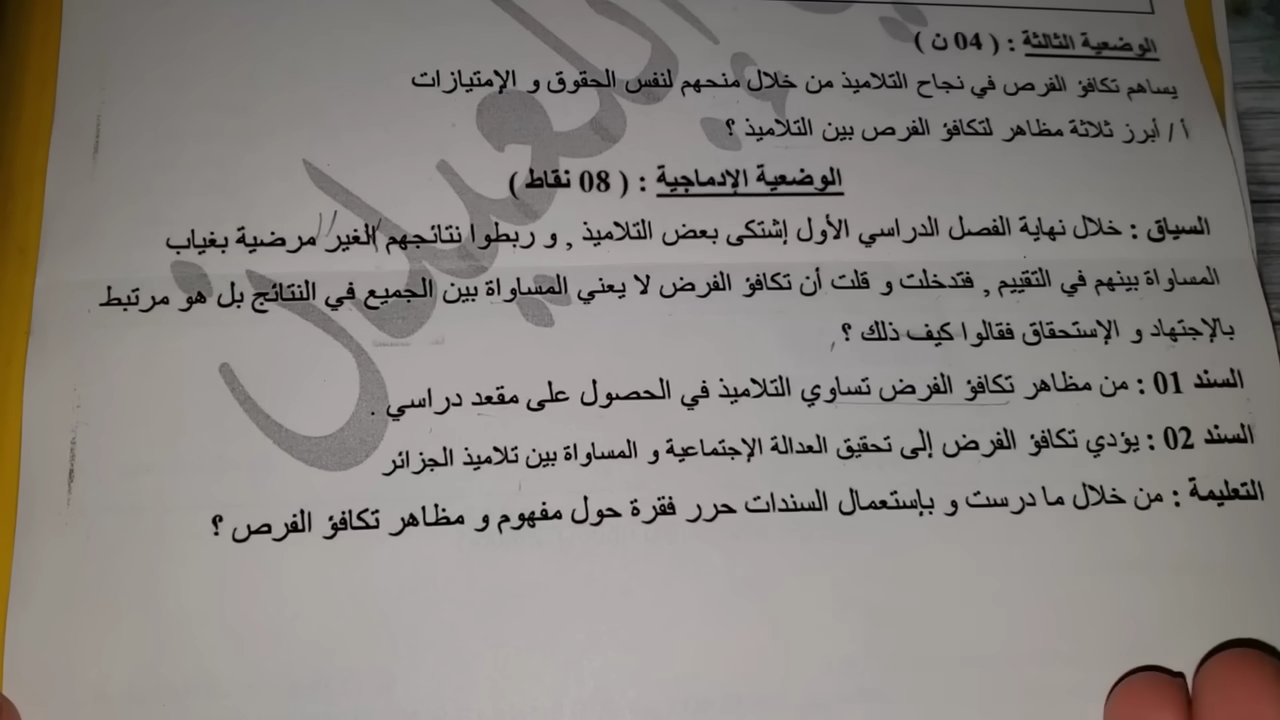 الوضعية الثالثة : ( 04 ن )
يساهم تكافؤ الفرص في نجاح التلاميذ من خلال منحهم لنفس الحقوق و الإمتيازات
أ / أبرز ثلاثة مظاهر لتكافؤ الفرص بين التلاميذ ؟
الوضعية الإدماجية : ( 08 نقاط )
السياق : خلال نهاية الفصل الدراسي الأول إشتكى بعض التلاميذ , و ربطوا نتائجهم الغير مرضية بغياب
المساواة بينهم في التقييم , فتدخلت و قلت أن تكافؤ الفرض لا يعني المساواة بين الجميع في النتائج بل هو مرتبط
بالإجتهاد و الإستحقاق فقالوا كيف ذلك ؟
السند 01 : من مظاهر تكافؤ الفرض تساوي التلاميذ في الحصول على مقعد دراسي .
السند 02 : يؤدي تكافؤ الفرض إلى تحقيق العدالة الإجتماعية و المساواة بين تلاميذ الجزائر
التعليمة : من خلال ما درست و بإستعمال السندات حرر فقرة حول مفهوم و مظاهر تكافؤ الفرص ؟